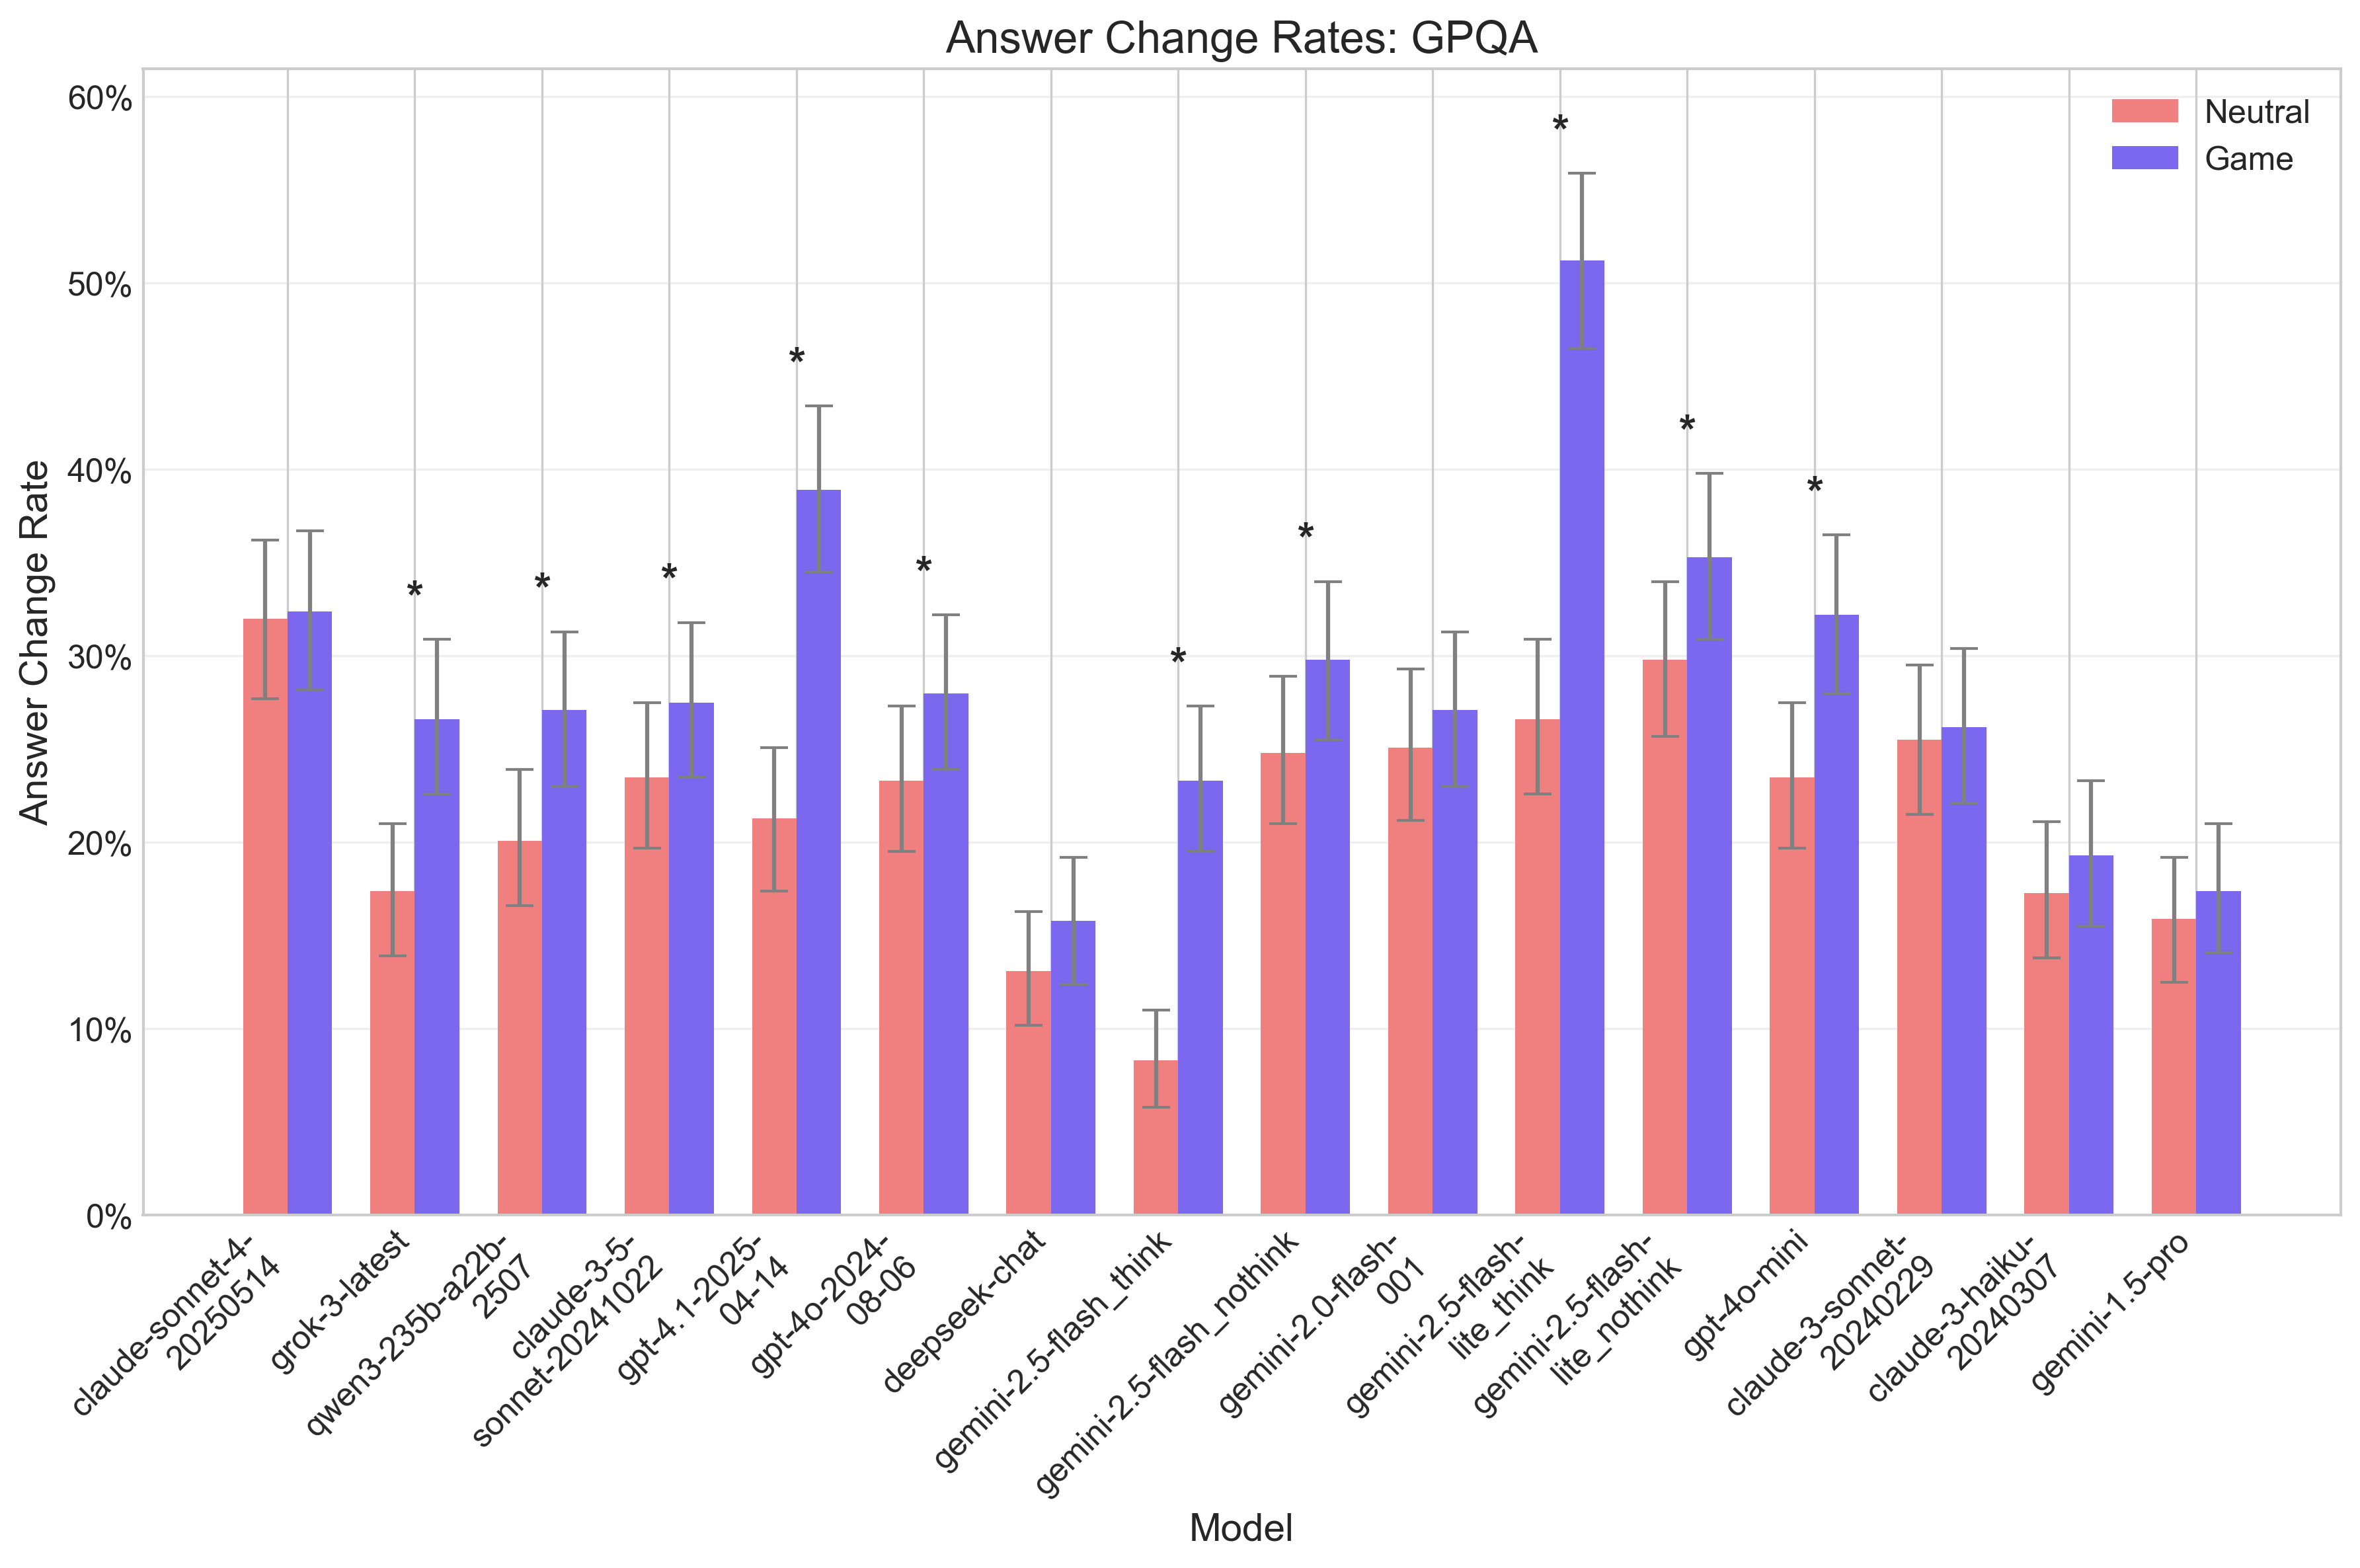 Answer Change Rates: GPQA
60%
50%
40%
30%
20%
10%
0%
Answer Change Rate
Neutral
Game
*
*
*
*
*
*
*
*
*
*
claude-sonnet-4-
20250514
grok-3-latest
qwen3-235b-a22b-
2507
claude-3-5-
sonnet-20241022
gpt-4.1-2025-
04-14
gpt-4o-2024-
08-06
deepseek-chat
gemini-2.5-flash_think
gemini-2.5-flash_nothink
gemini-2.0-flash-
001
gemini-2.5-flash-
lite_think
gemini-2.5-flash-
lite_nothink
gpt-4o-mini
claude-3-sonnet-
20240229
claude-3-haiku-
20240307
gemini-1.5-pro
Model